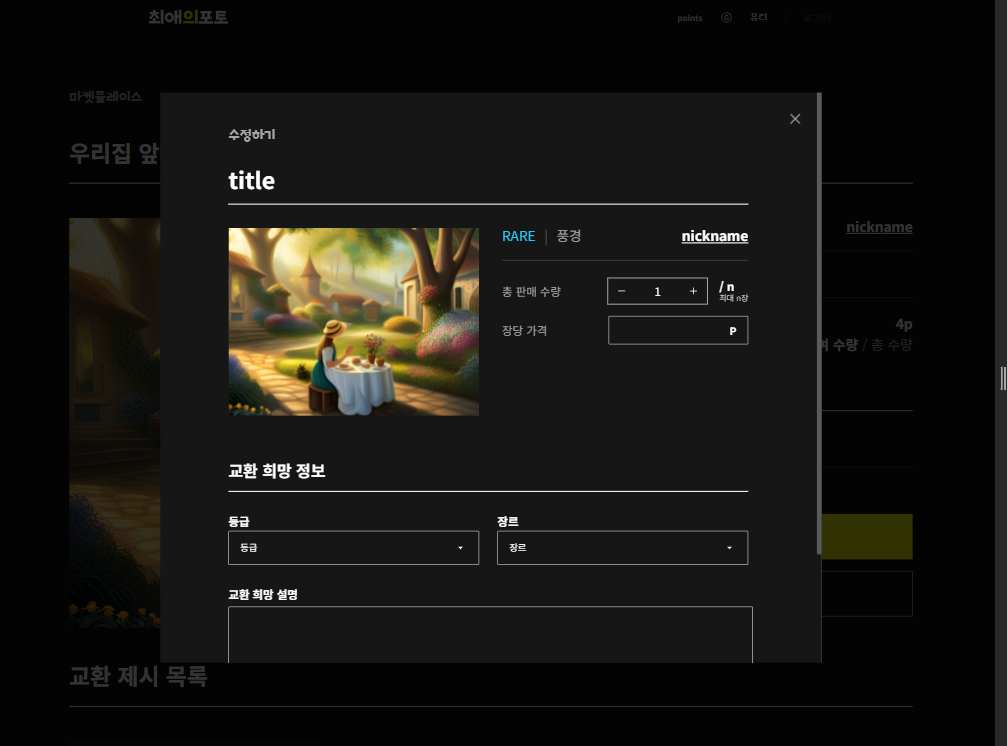 최애의포토
points
유디
마켓플레이스
우리집 앞
수정하기
title
nickname
RARE | 풍경 nickname
총 판매 수량 − 1 + / n
최대 n장
장당 가격 P
4p
여 수량 / 총 수량
교환 희망 정보
등급 장르
등급 장르
교환 희망 설명
교환 제시 목록